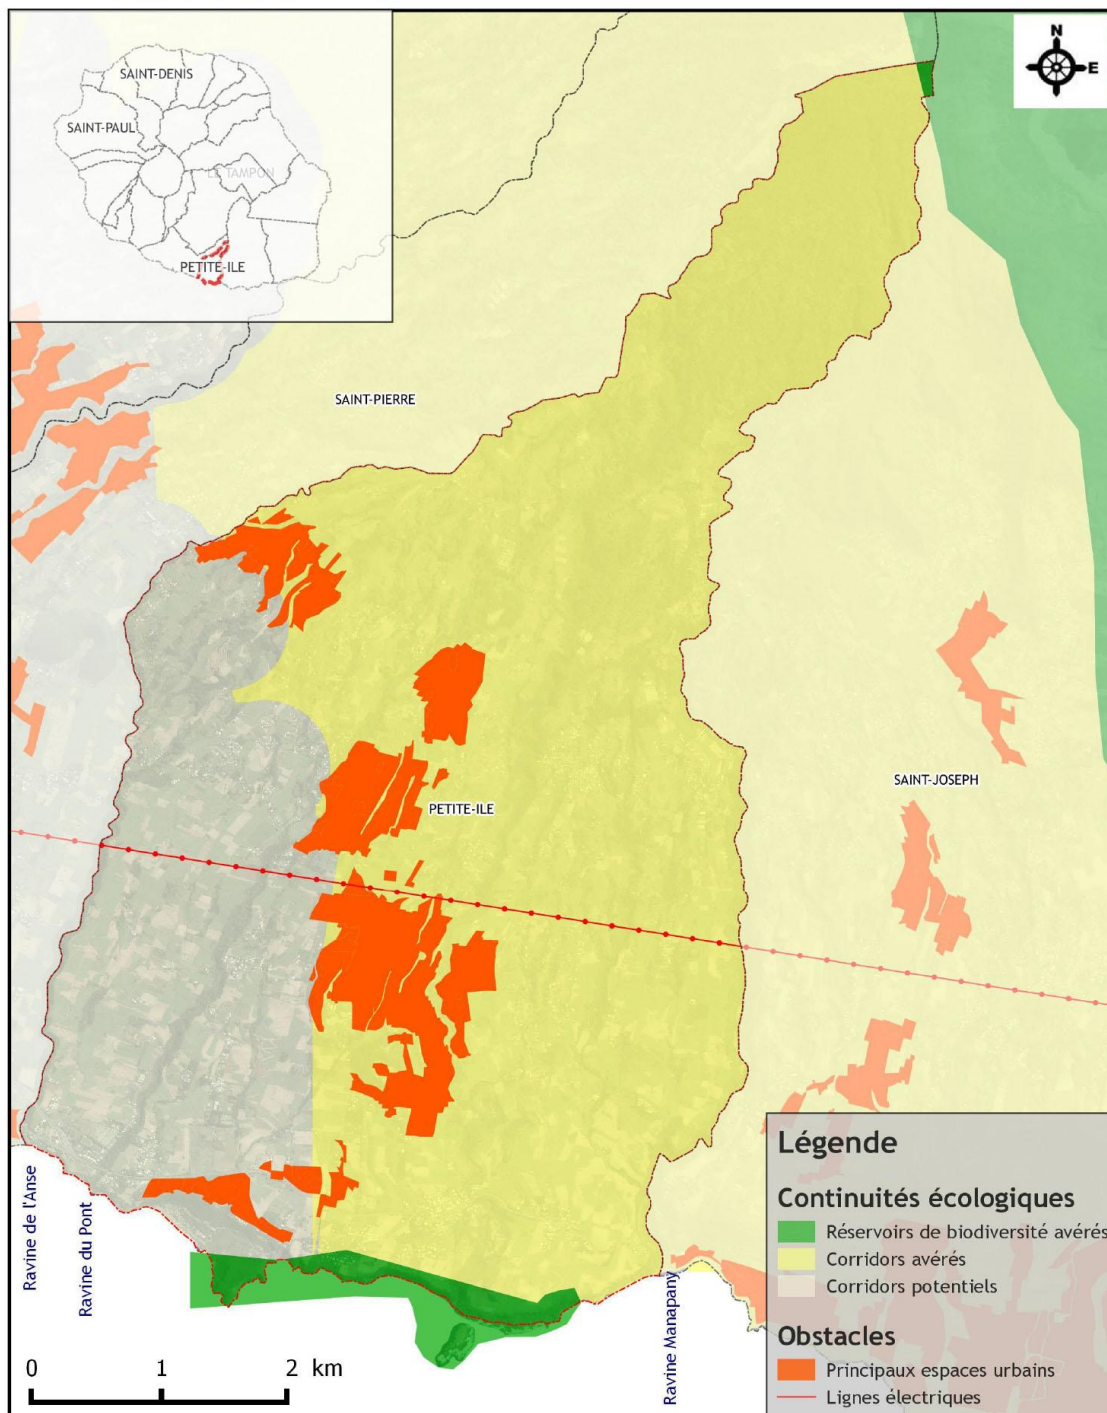 SAINT-DENIS
SAINT-PAUL
LE TAMPON
PETITE-ILE
N
E
SAINT-PIERRE
SAINT-JOSEPH
PETITE-ILE
Ravine de l'Anse
Ravine du Pont
Ravine Manapany
0 1 2 km
Légende
Continuités écologiques
Réservoirs de biodiversité avérés
Corridors avérés
Corridors potentiels
Obstacles
Principaux espaces urbains
Lignes électriques